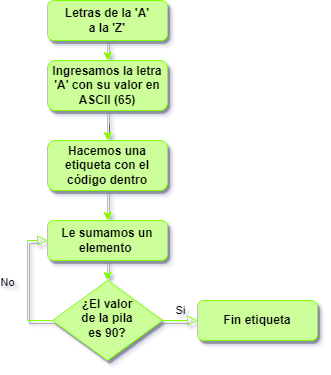 Letras de la 'A'
a la 'Z'
Ingresamos la letra
'A' con su valor en
ASCII (65)
Hacemos una
etiqueta con el
código dentro
Le sumamos un
elemento
No
¿El valor
de la pila
es 90?
Si
Fin etiqueta